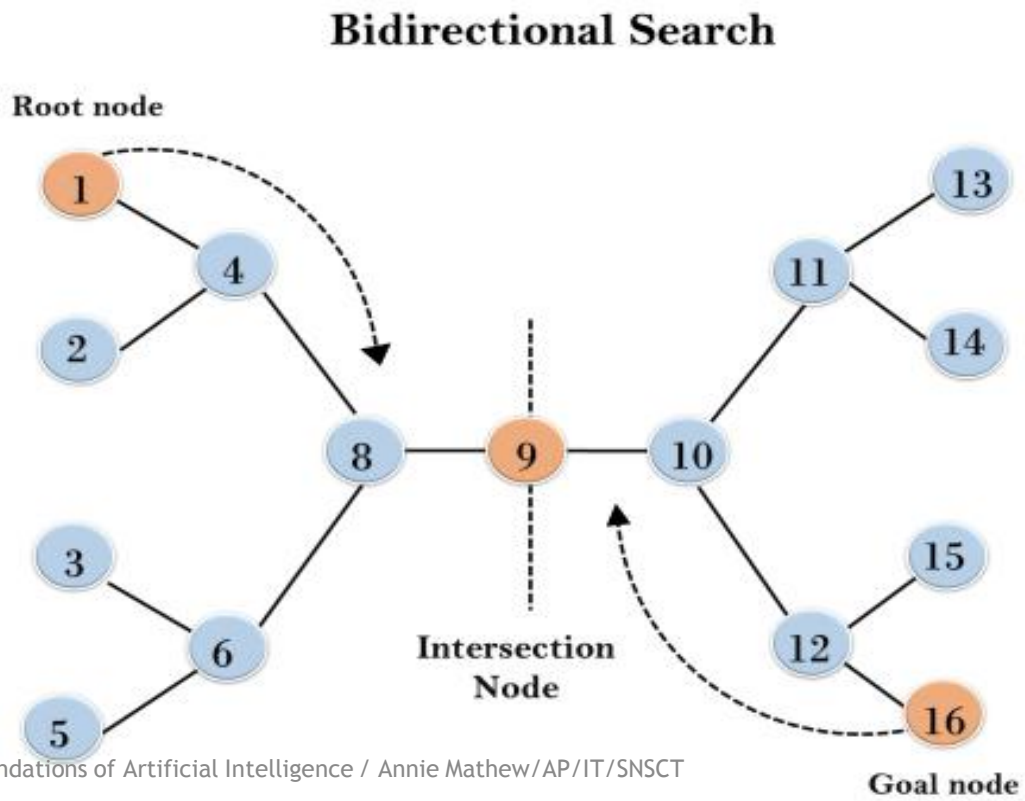 Bidirectional Search
Root node
1
13
4
11
2
14
8
9
10
3
15
Intersection
Node
6
12
5
16
ndations of Artificial Intelligence / Annie Mathew/AP/IT/SNSCT
Goal node